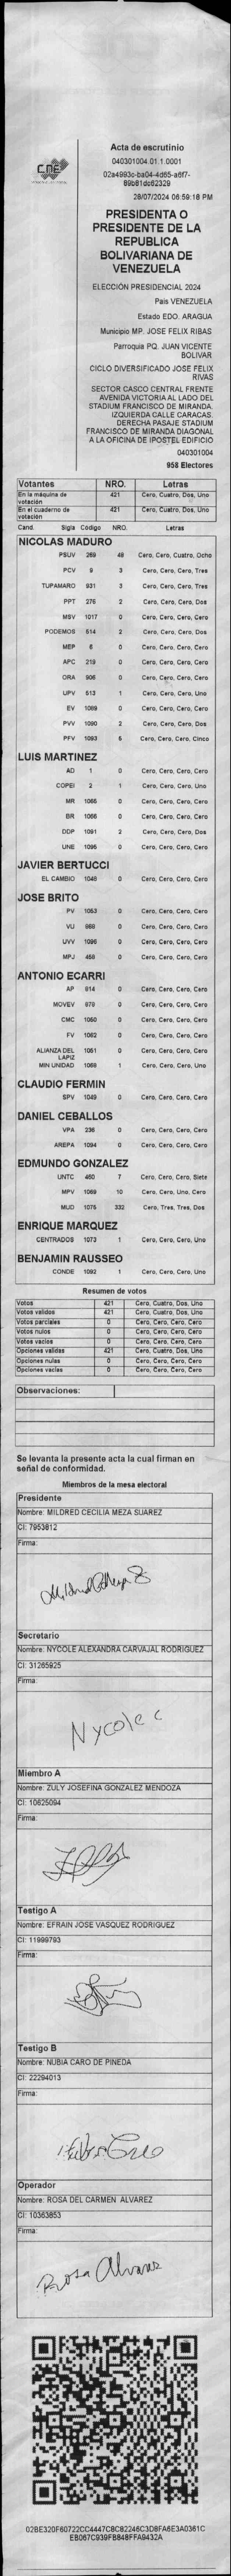 CNE
Acta de escrutinio
040301004.01.1.0001
28/07/2024 06:59:18 PM
PRESIDENTA O
PRESIDENTE DE LA
REPUBLICA
BOLIVARIANA DE
VENEZUELA
ELECCIÓN PRESIDENCIAL 2024
Pais VENEZUELA
Estado EDO. ARAGUA
Municipio MP. JOSE FELIX RIBAS
Parroquia PQ. JUAN VICENTE
BOLIVAR
CICLO DIVERSIFICADO JOSE FELIX
RIVAS
SECTOR CASCO CENTRAL FRENTE
AVENIDA VICTORIA AL LADO DEL
STADIUM FRANCISCO DE MIRANDA.
IZQUIERDA CALLE CARACAS.
DERECHA PASAJE STADIUM
FRANCISCO DE MIRANDA DIAGONAL
A LA OFICINA DE IPOSTEL EDIFICIO
040301004
958 Electores
Votantes NRO. Letras
En la máquina de votación 421 Cero, Cuatro, Dos, Uno
En el cuaderno de votación 421 Cero, Cuatro, Dos, Uno
Cand. Sigla Código NRO. Letras
NICOLAS MADURO
PSUV 269 48 Cero, Cero, Cuatro, Ocho
PCV 9 3 Cero, Cero, Cero, Tres
TUPAMARO 931 3 Cero, Cero, Cero, Tres
PPT 276 2 Cero, Cero, Cero, Dos
MSV 1017 0 Cero, Cero, Cero, Cero
PODEMOS 514 2 Cero, Cero, Cero, Dos
MEP 6 0 Cero, Cero, Cero, Cero
APC 219 0 Cero, Cero, Cero, Cero
ORA 906 0 Cero, Cero, Cero, Cero
UPV 513 1 Cero, Cero, Cero, Uno
EV 1089 0 Cero, Cero, Cero, Cero
PVV 1090 2 Cero, Cero, Cero, Dos
PFV 1093 5 Cero, Cero, Cero, Cinco
LUIS MARTINEZ
AD 1 0 Cero, Cero, Cero, Cero
COPEI 2 1 Cero, Cero, Cero, Uno
MR 1065 0 Cero, Cero, Cero, Cero
BR 1066 0 Cero, Cero, Cero, Cero
DDP 1091 2 Cero, Cero, Cero, Dos
UNE 1095 0 Cero, Cero, Cero, Cero
JAVIER BERTUCCI
EL CAMBIO 1048 0 Cero, Cero, Cero, Cero
JOSE BRITO
PV 1053 0 Cero, Cero, Cero, Cero
VU 0 Cero, Cero, Cero, Cero
UVV 1096 0 Cero, Cero, Cero, Cero
MPJ 0 Cero, Cero, Cero, Cero
ANTONIO ECARRI
AP 914 0 Cero, Cero, Cero, Cero
MOVEV 979 0 Cero, Cero, Cero, Cero
CMC 1050 0 Cero, Cero, Cero, Cero
FV 1062 0 Cero, Cero, Cero, Cero
ALIANZA DEL LAPIZ 1051 0 Cero, Cero, Cero, Cero
MIN UNIDAD 1 Cero, Cero, Cero, Uno
CLAUDIO FERMIN
SPV 1049 0 Cero, Cero, Cero, Cero
DANIEL CEBALLOS
VPA 236 0 Cero, Cero, Cero, Cero
AREPA 1094 0 Cero, Cero, Cero, Cero
EDMUNDO GONZALEZ
UNTC 460 7 Cero, Cero, Cero, Siete
MPV 1069 10 Cero, Cero, Uno, Cero
MUD 1075 332 Cero, Tres, Tres, Dos
ENRIQUE MARQUEZ
CENTRADOS 1073 1 Cero, Cero, Cero, Uno
BENJAMIN RAUSSEO
CONDE 1092 1 Cero, Cero, Cero, Uno
Resumen de votos
Votos 421 Cero, Cuatro, Dos, Uno
Votos validos 421 Cero, Cuatro, Dos, Uno
Votos parciales 0 Cero, Cero, Cero, Cero
Votos nulos 0 Cero, Cero, Cero, Cero
Votos vacios 0 Cero, Cero, Cero, Cero
Opciones validas 421 Cero, Cuatro, Dos, Uno
Opciones nulas 0 Cero, Cero, Cero, Cero
Opciones vacias 0 Cero, Cero, Cero, Cero
Observaciones:
Se levanta la presente acta la cual firman en
señal de conformidad.
Miembros de la mesa electoral
Presidente
Nombre: MILDRED CECILIA MEZA SUAREZ
CI: 7953812
Firma:
Secretario
Nombre: NYCOLE ALEXANDRA CARVAJAL RODRIGUEZ
CI: 31265925
Firma:
Nycole C
Miembro A
Nombre: ZULY JOSEFINA GONZALEZ MENDOZA
CI: 10625094
Firma:
Testigo A
Nombre: EFRAIN JOSE VASQUEZ RODRIGUEZ
CI: 11999793
Firma:
Testigo B
Nombre: NUBIA CARO DE PINEDA
CI: 22294013
Firma:
Operador
Nombre: ROSA DEL CARMEN ALVAREZ
CI: 10363853
Firma:
Rosa Alvarez